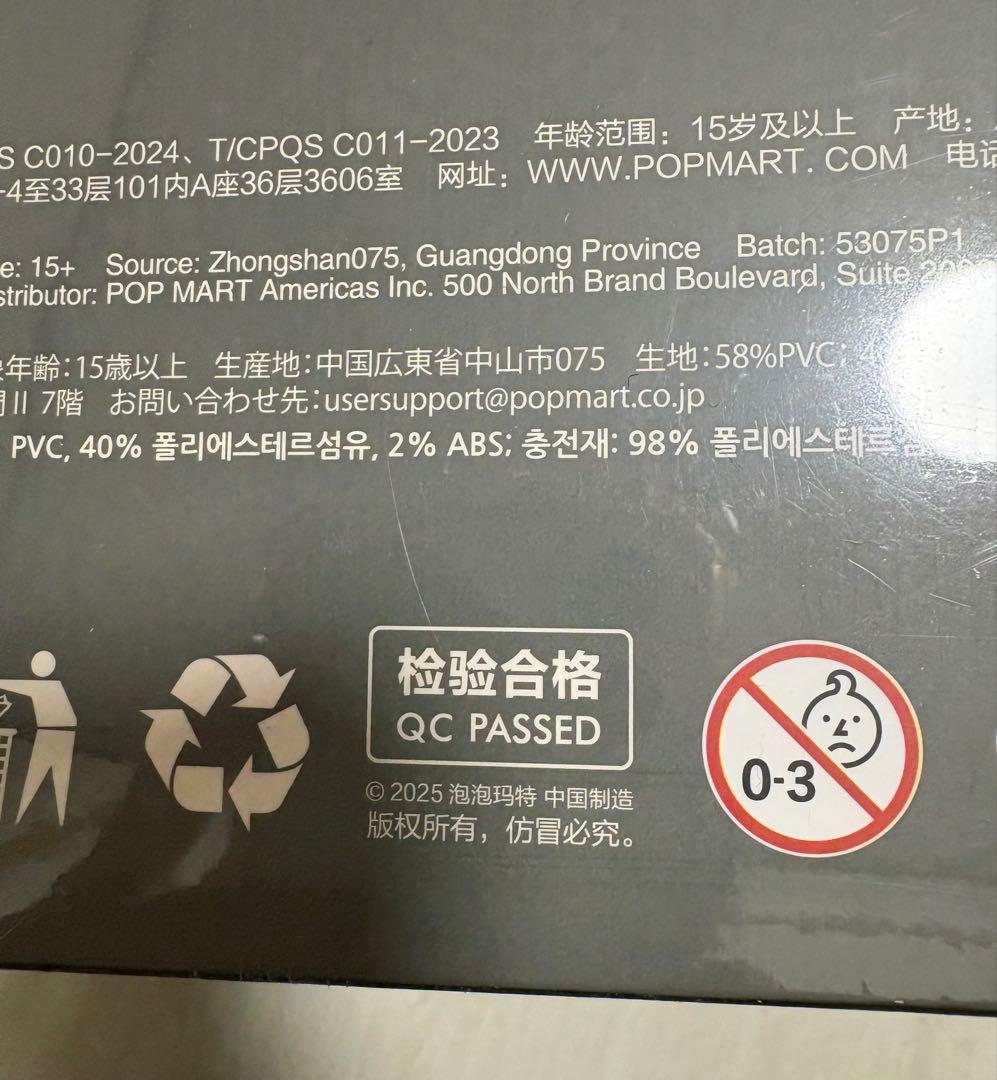 S C010-2024、T/CPQS C011-2023 年龄范围：15岁及以上 产地：
-4至33层101内A座36层3606室 网址：WWW.POPMART. COM 电话
e: 15+ Source: Zhongshan075, Guangdong Province Batch: 53075P1
stributor: POP MART Americas Inc. 500 North Brand Boulevard, Suite
年齢：15歳以上 生産地：中国広東省中山市075 生地：58%PVC；
II 7階 お問い合わせ先：usersupport@popmart.co.jp
PVC, 40% 폴리에스테르섬유, 2% ABS; 충전재: 98% 폴리에스테르
检验合格
QC PASSED
© 2025 泡泡玛特 中国制造
版权所有，仿冒必究。
0-3